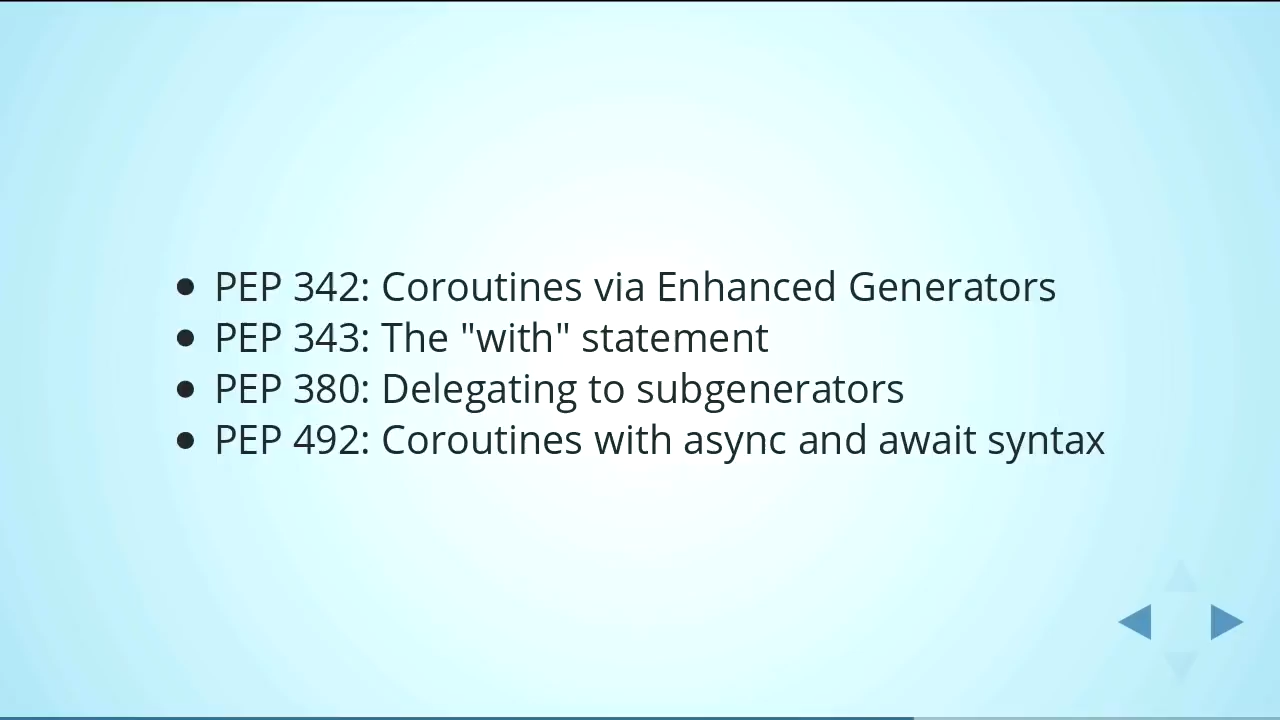 • PEP 342: Coroutines via Enhanced Generators
• PEP 343: The "with" statement
• PEP 380: Delegating to subgenerators
• PEP 492: Coroutines with async and await syntax